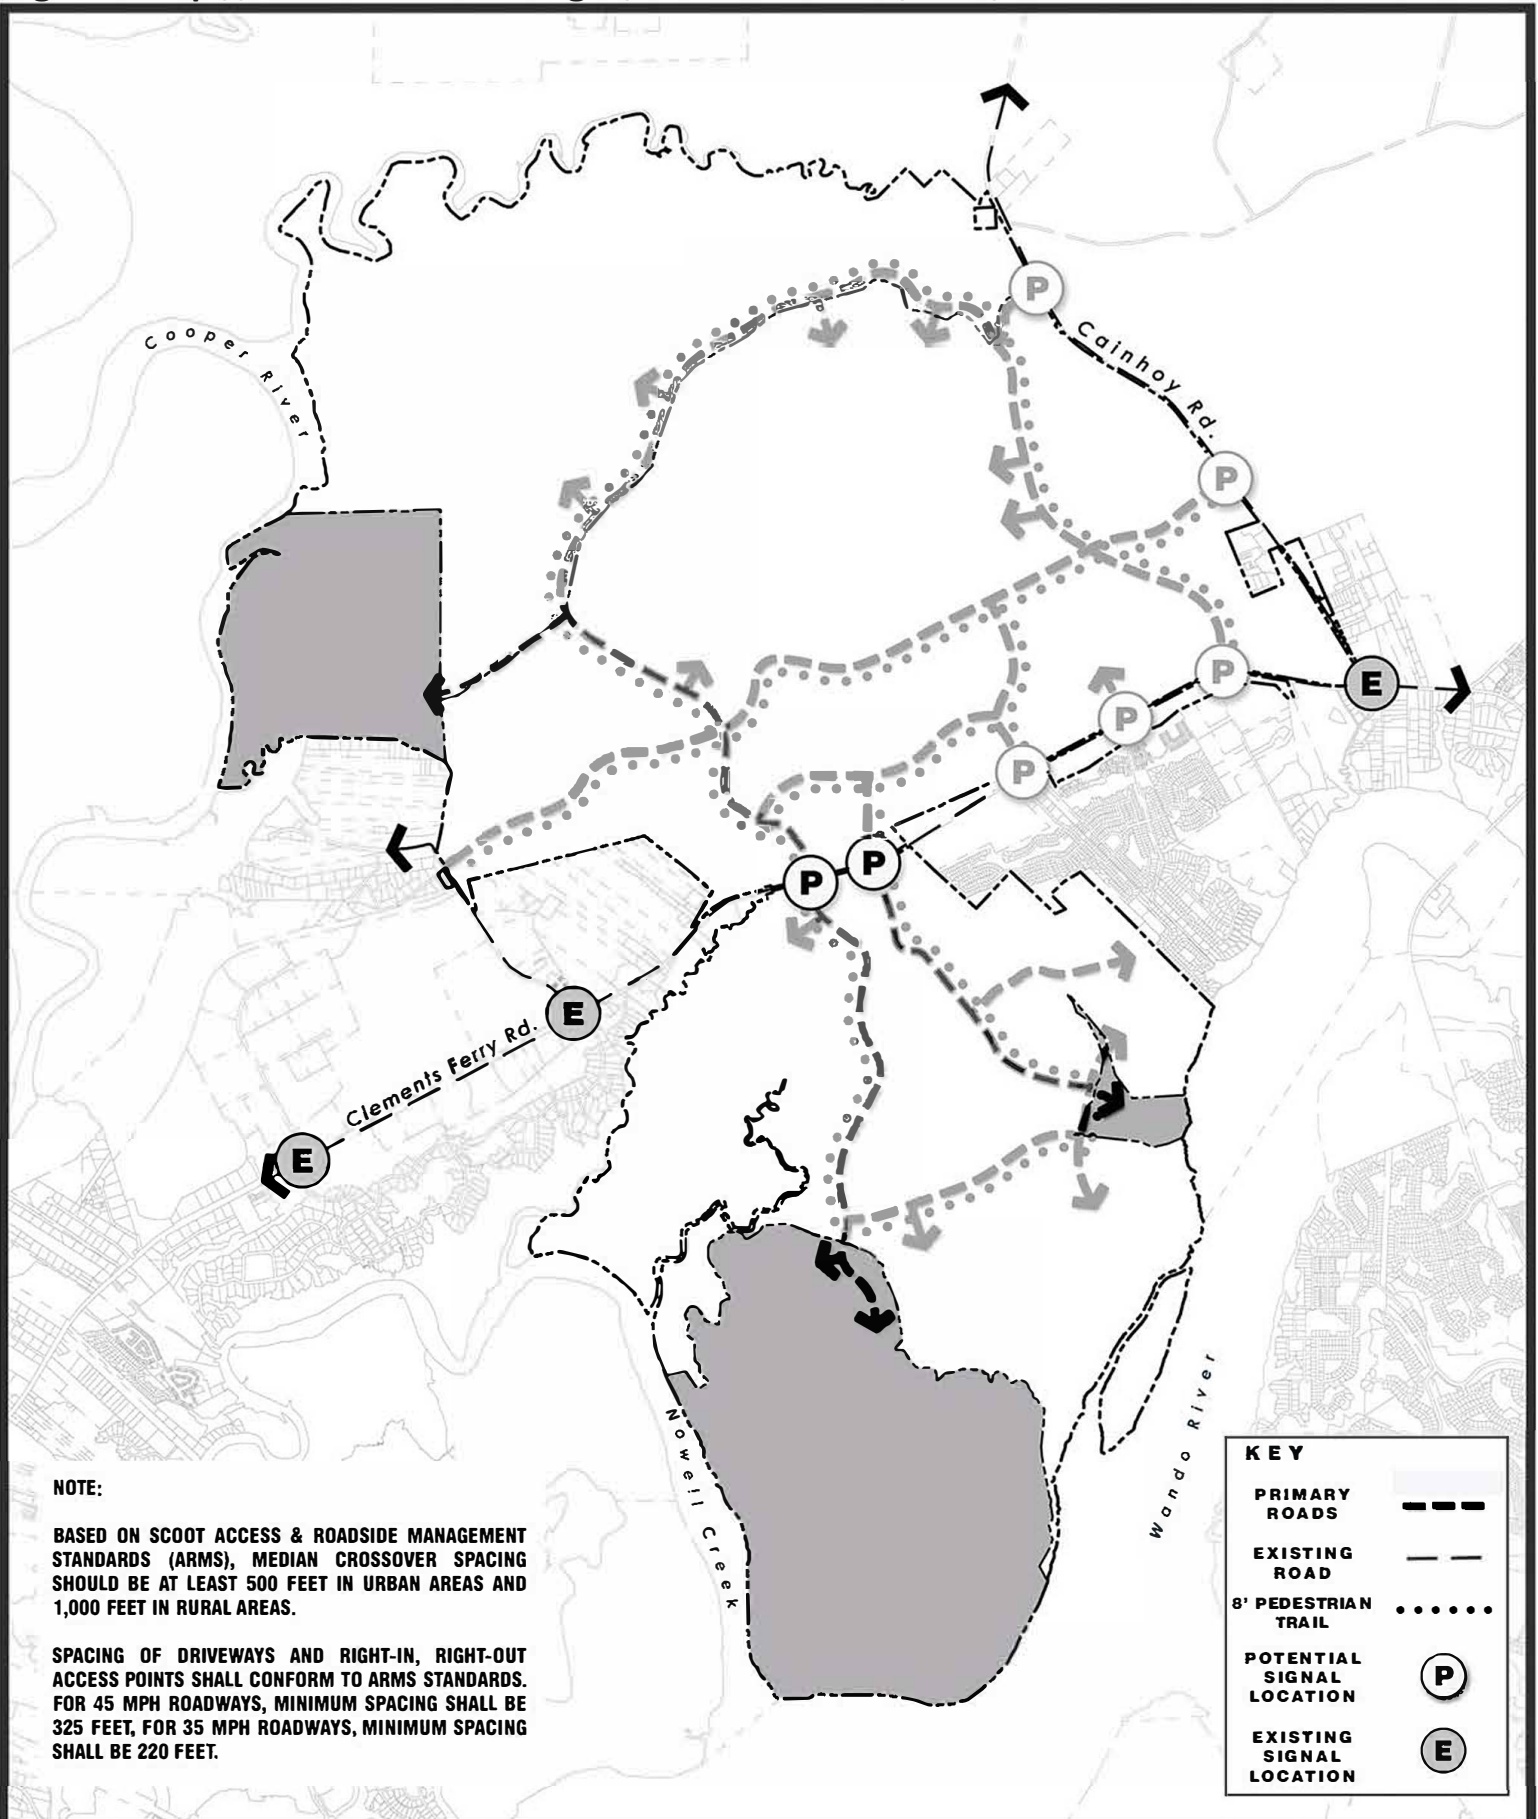 Cooper River
Cainhoy Rd.
P
P
P
E
P
P
P
P
E
Clements Ferry Rd.
E
Nowell Creek
Wando River
NOTE:
BASED ON SCOOT ACCESS & ROADSIDE MANAGEMENT
STANDARDS (ARMS), MEDIAN CROSSOVER SPACING
SHOULD BE AT LEAST 500 FEET IN URBAN AREAS AND
1,000 FEET IN RURAL AREAS.
SPACING OF DRIVEWAYS AND RIGHT-IN, RIGHT-OUT
ACCESS POINTS SHALL CONFORM TO ARMS STANDARDS.
FOR 45 MPH ROADWAYS, MINIMUM SPACING SHALL BE
325 FEET, FOR 35 MPH ROADWAYS, MINIMUM SPACING
SHALL BE 220 FEET.
KEY
PRIMARY
ROADS
EXISTING
ROAD
8' PEDESTRIAN
TRAIL
POTENTIAL
SIGNAL
LOCATION
P
EXISTING
SIGNAL
LOCATION
E